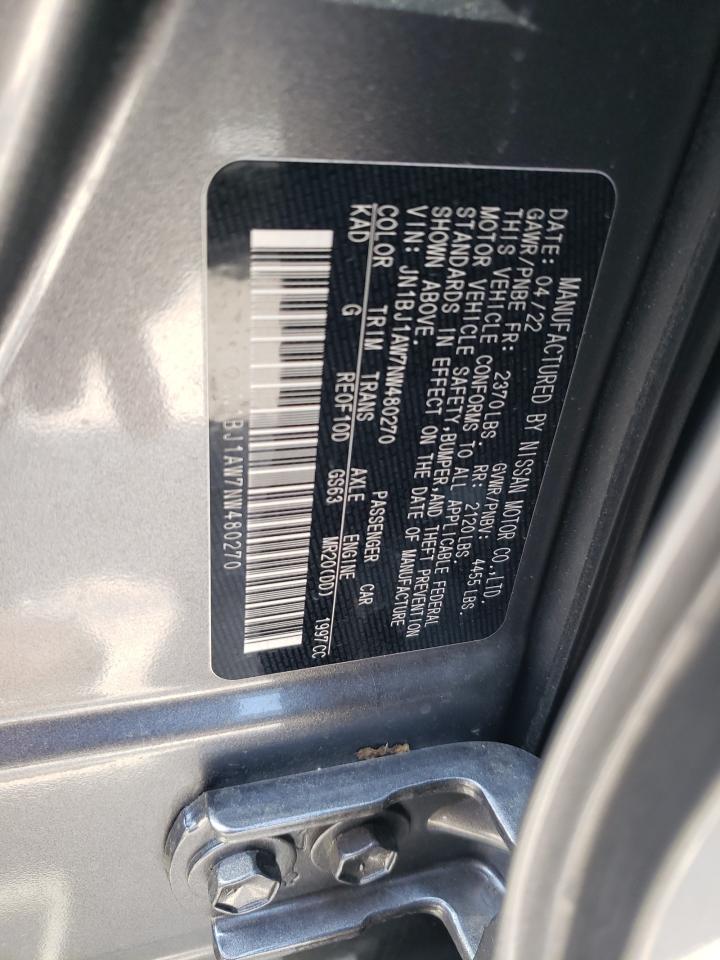 MANUFACTURED BY NISSAN MOTOR CO.,LTD.
DATE: 04/22 GVWR/PNBV: 4455LBS.
GAWR/PNBE FR: 2370LBS. RR: 2120LBS.
THIS VEHICLE CONFORMS TO ALL APPLICABLE FEDERAL
MOTOR VEHICLE SAFETY,BUMPER,AND THEFT PREVENTION
STANDARDS IN EFFECT ON THE DATE OF MANUFACTURE
SHOWN ABOVE.
VIN: JN1BJ1AW7NW480270 PASSENGER CAR
COLOR TRIM TRANS AXLE ENGINE
KAD G RE0F10D GS63 MR20(DD) 1997CC
BJ1AW7NW480270